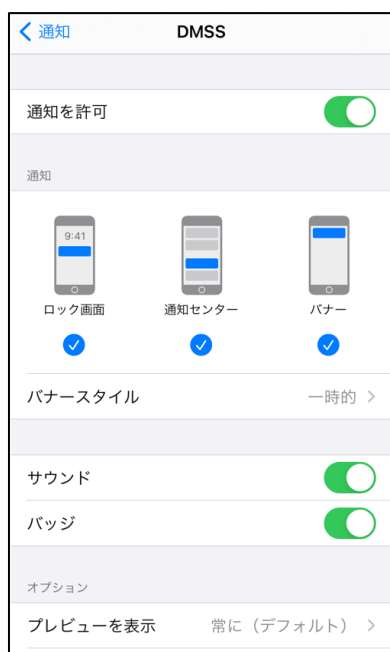 通知 DMSS
通知を許可
通知
9:41
ロック画面 通知センター バナー
バナースタイル 一時的
サウンド
バッジ
オプション
プレビューを表示 常に（デフォルト）